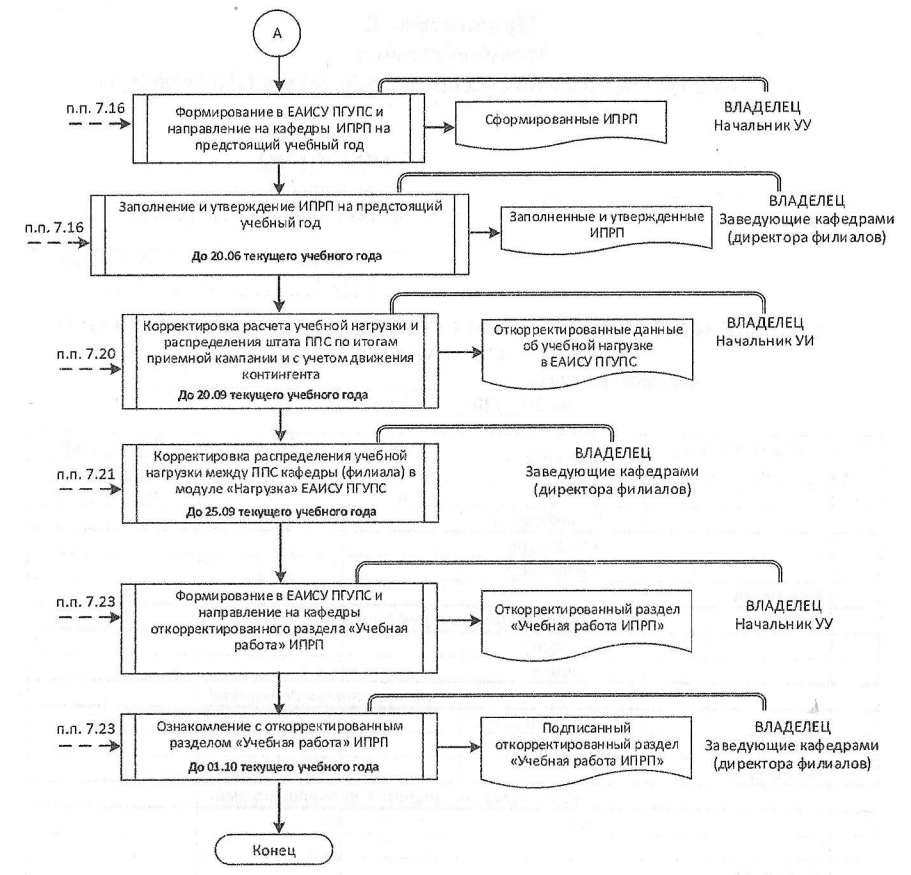 А
п.п. 7.16
Формирование в ЕАИСУ ПГУПС и
направление на кафедры ИПРП на
предстоящий учебный год
Сформированные ИПРП
ВЛАДЕЛЕЦ
Начальник УУ
п.п. 7.16
Заполнение и утверждение ИПРП на предстоящий
учебный год
До 20.06 текущего учебного года
Заполненные и утвержденные
ИПРП
ВЛАДЕЛЕЦ
Заведующие кафедрами
(директора филиалов)
п.п. 7.20
Корректировка расчета учебной нагрузки и
распределения штата ППС по итогам
приемной кампании и с учетом движения
контингента
До 20.09 текущего учебного года
Откорректированные данные
об учебной нагрузке
в ЕАИСУ ПГУПС
ВЛАДЕЛЕЦ
Начальник УИ
п.п. 7.21
Корректировка распределения учебной
нагрузки между ППС кафедры (филиала) в
модуле «Нагрузка» ЕАИСУ ПГУПС
До 25.09 текущего учебного года
ВЛАДЕЛЕЦ
Заведующие кафедрами
(директора филиалов)
п.п. 7.23
Формирование в ЕАИСУ ПГУПС и
направление на кафедры
откорректированного раздела «Учебная
работа» ИПРП
Откорректированный раздел
«Учебная работа ИПРП»
ВЛАДЕЛЕЦ
Начальник УУ
п.п. 7.23
Ознакомление с откорректированным
разделом «Учебная работа» ИПРП
До 01.10 текущего учебного года
Подписанный
откорректированный раздел
«Учебная работа ИПРП»
ВЛАДЕЛЕЦ
Заведующие кафедрами
(директора филиалов)
Конец